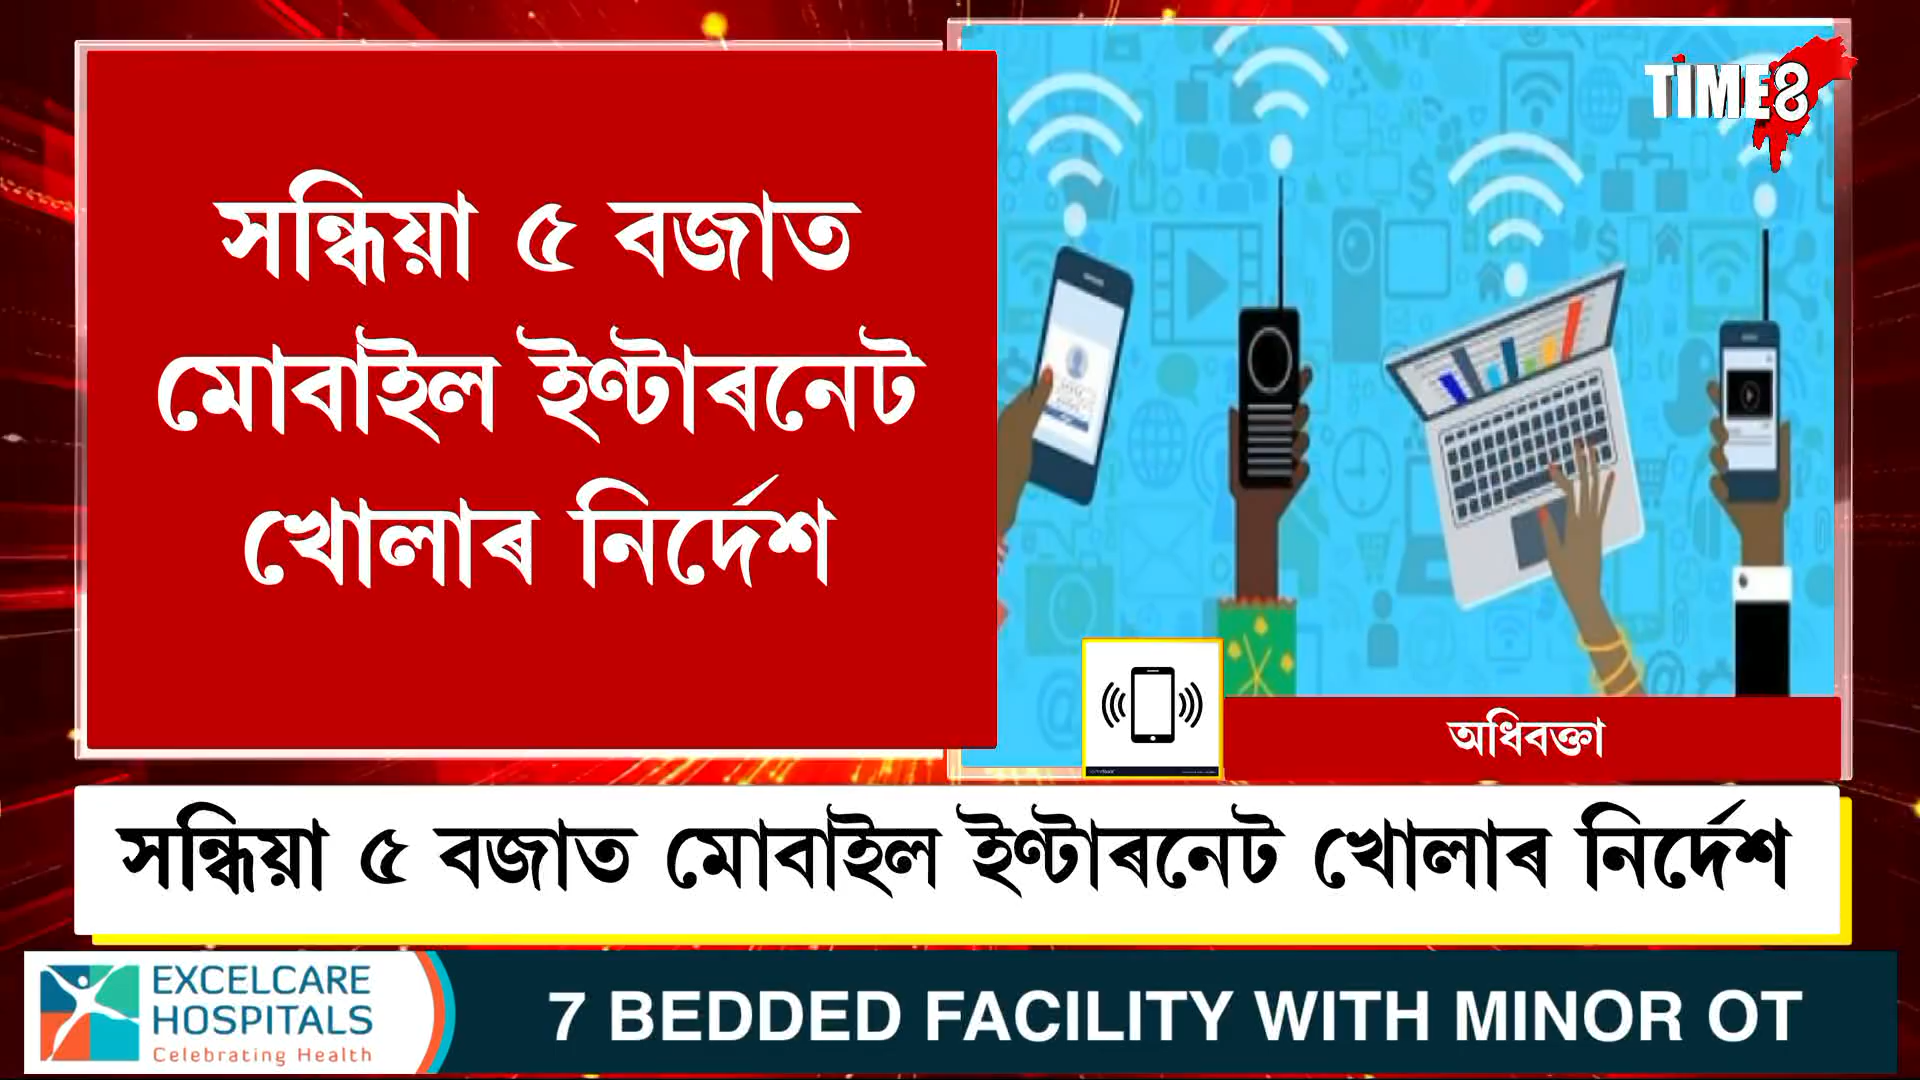 সন্ধিয়া ৫ বজাত
মোবাইল ইণ্টাৰনেট
খোলাৰ নিৰ্দেশ
TIME8
অধিবক্তা
সন্ধিয়া ৫ বজাত মোবাইল ইণ্টাৰনেট খোলাৰ নিৰ্দেশ
EXCELCARE
HOSPITALS
Celebrating Health
7 BEDDED FACILITY WITH MINOR OT